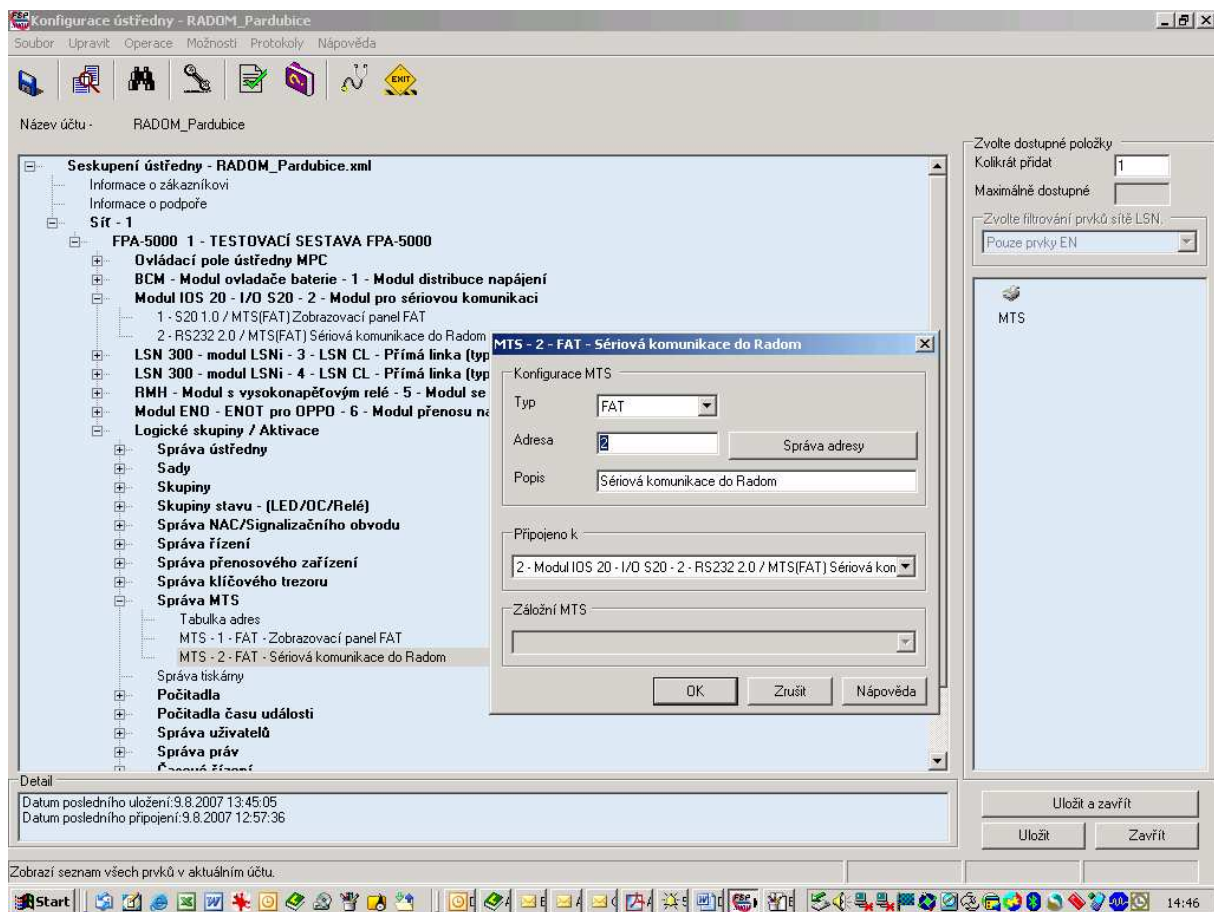 Konfigurace ústředny - RADOM_Pardubice
Soubor Upravit Operace Možnosti Protokoly Nápověda
EXIT
Název účtu - RADOM_Pardubice
Seskupení ústředny - RADOM_Pardubice.xml
Informace o zákazníkovi
Informace o podpoře
Síť - 1
FPA-5000 1 - TESTOVACÍ SESTAVA FPA-5000
Ovládací pole ústředny MPC
BCM - Modul ovladače baterie - 1 - Modul distribuce napájení
Modul IOS 20 - I/O S20 - 2 - Modul pro sériovou komunikaci
1 - S20 1.0 / MTS(FAT) Zobrazovací panel FAT
2 - RS232 2.0 / MTS(FAT) Sériová komunikace do Radom
LSN 300 - modul LSNi - 3 - LSN CL - Přímá linka (typ
LSN 300 - modul LSNi - 4 - LSN CL - Přímá linka (typ
RMH - Modul s vysokonapěťovým relé - 5 - Modul se
Modul ENO - ENOT pro OPPO - 6 - Modul přenosu na
Logické skupiny / Aktivace
Správa ústředny
Sady
Skupiny
Skupiny stavu - (LED/OC/Relé)
Správa NAC/Signalizačního obvodu
Správa řízení
Správa přenosového zařízení
Správa klíčového trezoru
Správa MTS
Tabulka adres
MTS - 1 - FAT - Zobrazovací panel FAT
MTS - 2 - FAT - Sériová komunikace do Radom
Správa tiskárny
Počitadla
Počitadla času události
Správa uživatelů
Správa práv
Časové řízení
MTS - 2 - FAT - Sériová komunikace do Radom
Konfigurace MTS
Typ FAT
Adresa 2 Správa adresy
Popis Sériová komunikace do Radom
Připojeno k
2 - Modul IOS 20 - I/O S20 - 2 - RS232 2.0 / MTS(FAT) Sériová kon
Záložní MTS
OK Zrušit Nápověda
Zvolte dostupné položky
Kolikrát přidat 1
Maximálně dostupné
Zvolte filtrování prvků sítě LSN.
Pouze prvky EN
MTS
Detail
Datum posledního uložení:9.8.2007 13:45:05
Datum posledního připojení:9.8.2007 12:57:36
Uložit a zavřít
Uložit Zavřít
Zobrazí seznam všech prvků v aktuálním účtu.
Start 14:46